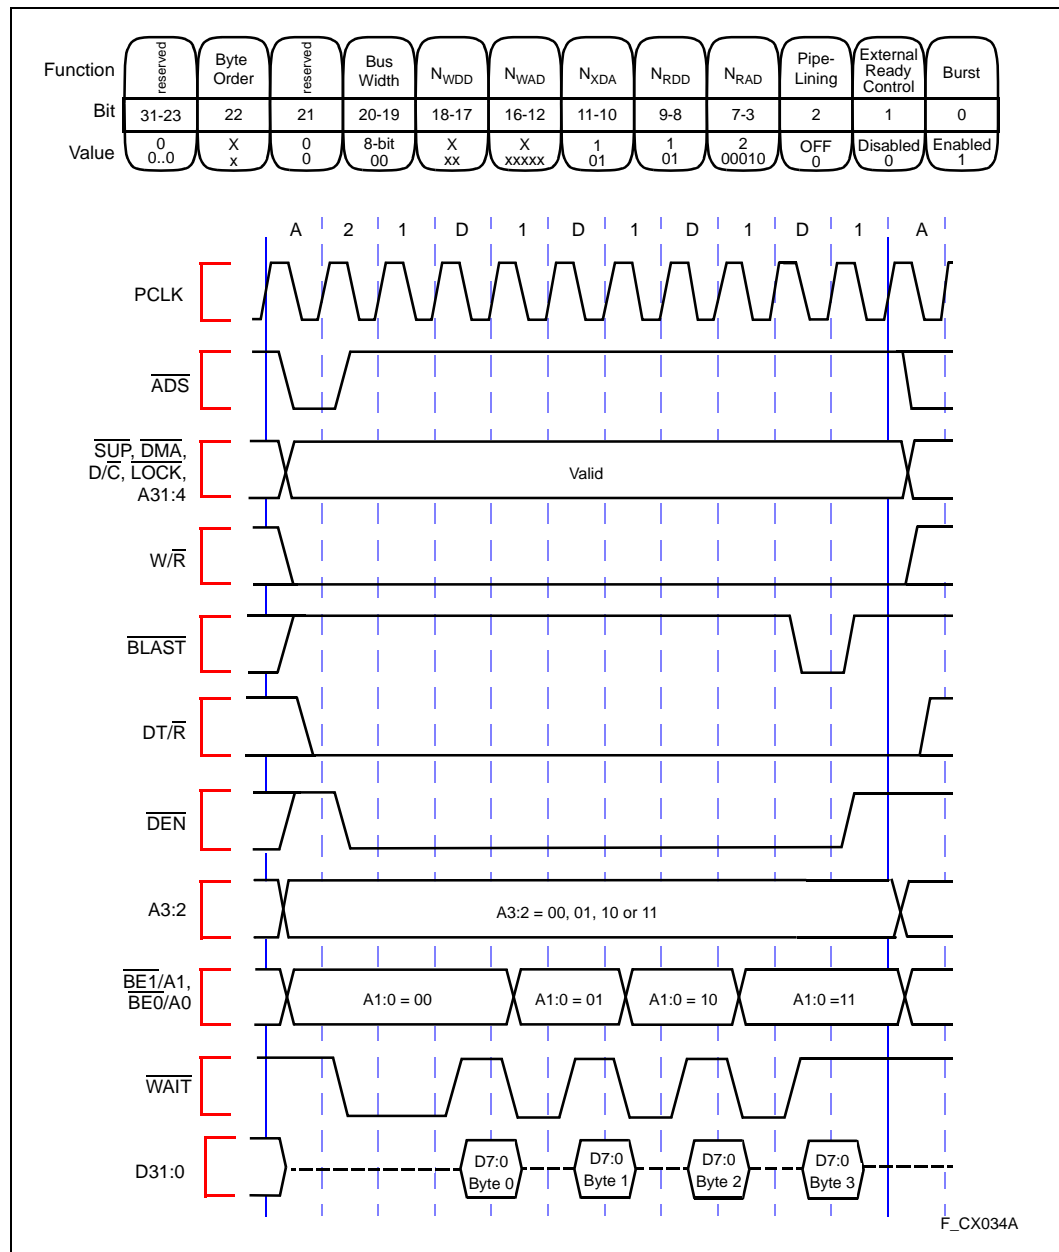 Function reserved Byte Order reserved Bus Width NWDD NWAD NXDA NRDD NRAD Pipe-Lining External Ready Control Burst
Bit 31-23 22 21 20-19 18-17 16-12 11-10 9-8 7-3 2 1 0
Value 0 X 0 8-bit X X 1 1 2 OFF Disabled Enabled
0..0 x 0 00 xx xxxxx 01 01 00010 0 0 1
A 2 1 D 1 D 1 D 1 D 1 A
PCLK
ADS
SUP, DMA,
D/C, LOCK,
A31:4
Valid
W/R
BLAST
DT/R
DEN
A3:2
A3:2 = 00, 01, 10 or 11
BE1/A1,
BE0/A0
A1:0 = 00 A1:0 = 01 A1:0 = 10 A1:0 =11
WAIT
D31:0
D7:0 D7:0 D7:0 D7:0
Byte 0 Byte 1 Byte 2 Byte 3
F_CX034A